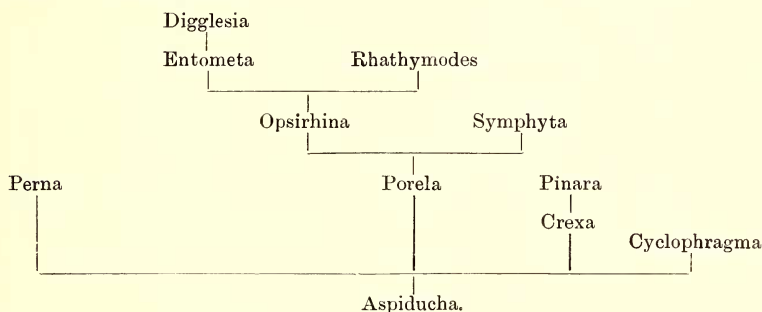 Digglesia
Entometa Rhathymodes
Opsirhina Symphyta
Perna Porela Pinara
Crexa
Cyclophragma
Aspiducha.